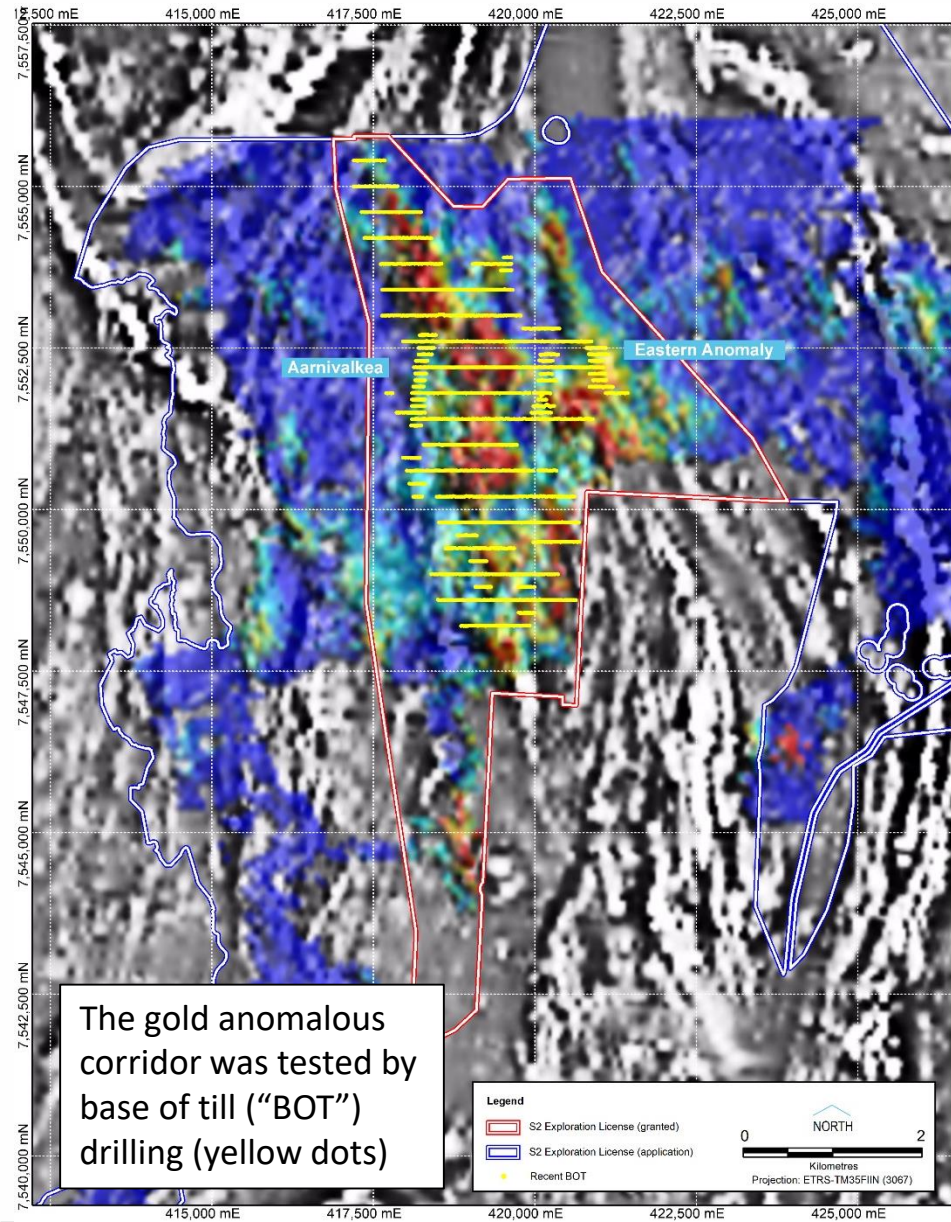 415,000 mE 417,500 mE 420,000 mE 422,500 mE 425,000 mE
7,557,500 mN
7,555,000 mN
7,552,500 mN
7,550,000 mN
7,547,500 mN
7,545,000 mN
7,542,500 mN
7,540,000 mN
Aarnivalkea
Eastern Anomaly
The gold anomalous
corridor was tested by
base of till (“BOT”)
drilling (yellow dots)
Legend
S2 Exploration License (granted)
S2 Exploration License (application)
Recent BOT
NORTH
0 2
Kilometres
Projection: ETRS-TM35FIIN (3067)
415,000 mE 417,500 mE 420,000 mE 422,500 mE 425,000 mE